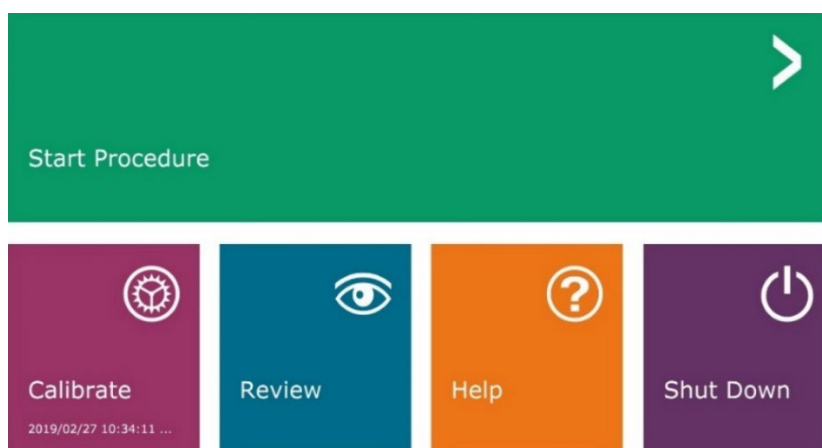 Start Procedure
Calibrate
2019/02/27 10:34:11 ...
Review
Help
Shut Down